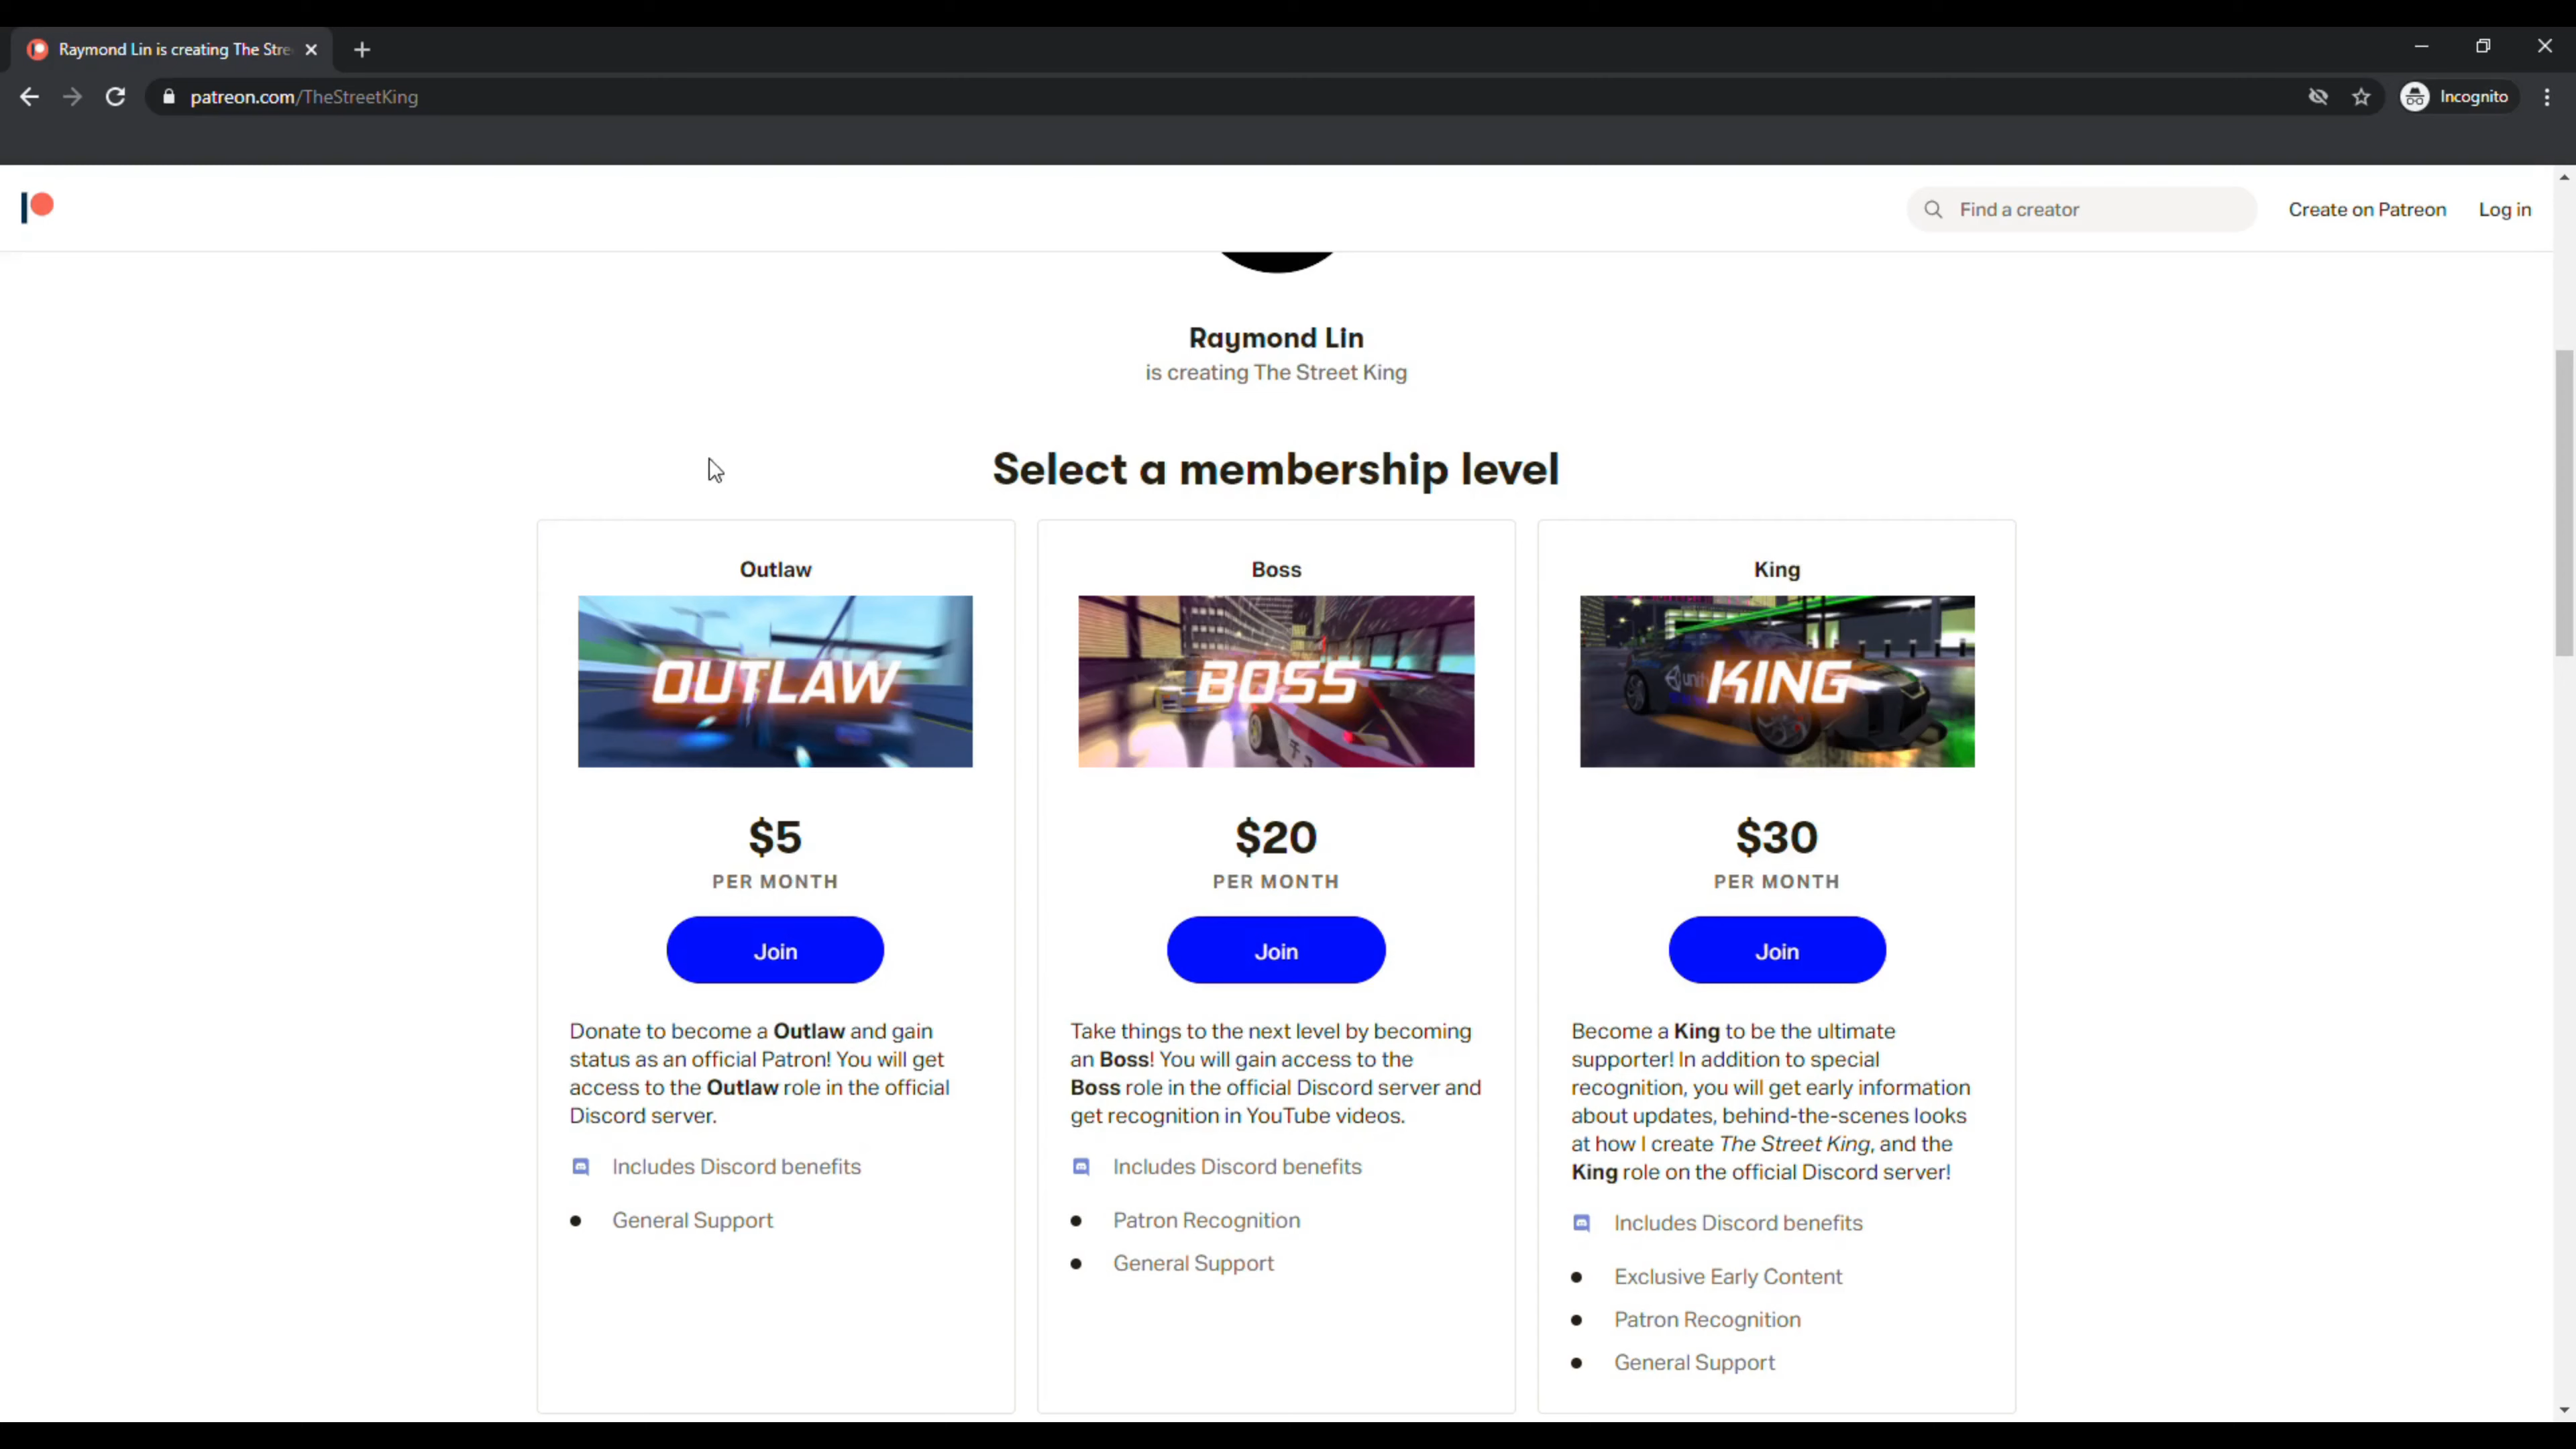 Raymond Lin is creating The Stre
patreon.com/TheStreetKing
Incognito
Find a creator
Create on Patreon
Log in
Raymond Lin
is creating The Street King
Select a membership level
Outlaw
OUTLAW
$5
PER MONTH
Join
Donate to become a Outlaw and gain
status as an official Patron! You will get
access to the Outlaw role in the official
Discord server.
Includes Discord benefits
General Support
Boss
BOSS
$20
PER MONTH
Join
Take things to the next level by becoming
an Boss! You will gain access to the
Boss role in the official Discord server and
get recognition in YouTube videos.
Includes Discord benefits
Patron Recognition
General Support
King
unity
KING
$30
PER MONTH
Join
Become a King to be the ultimate
supporter! In addition to special
recognition, you will get early information
about updates, behind-the-scenes looks
at how I create The Street King, and the
King role on the official Discord server!
Includes Discord benefits
Exclusive Early Content
Patron Recognition
General Support